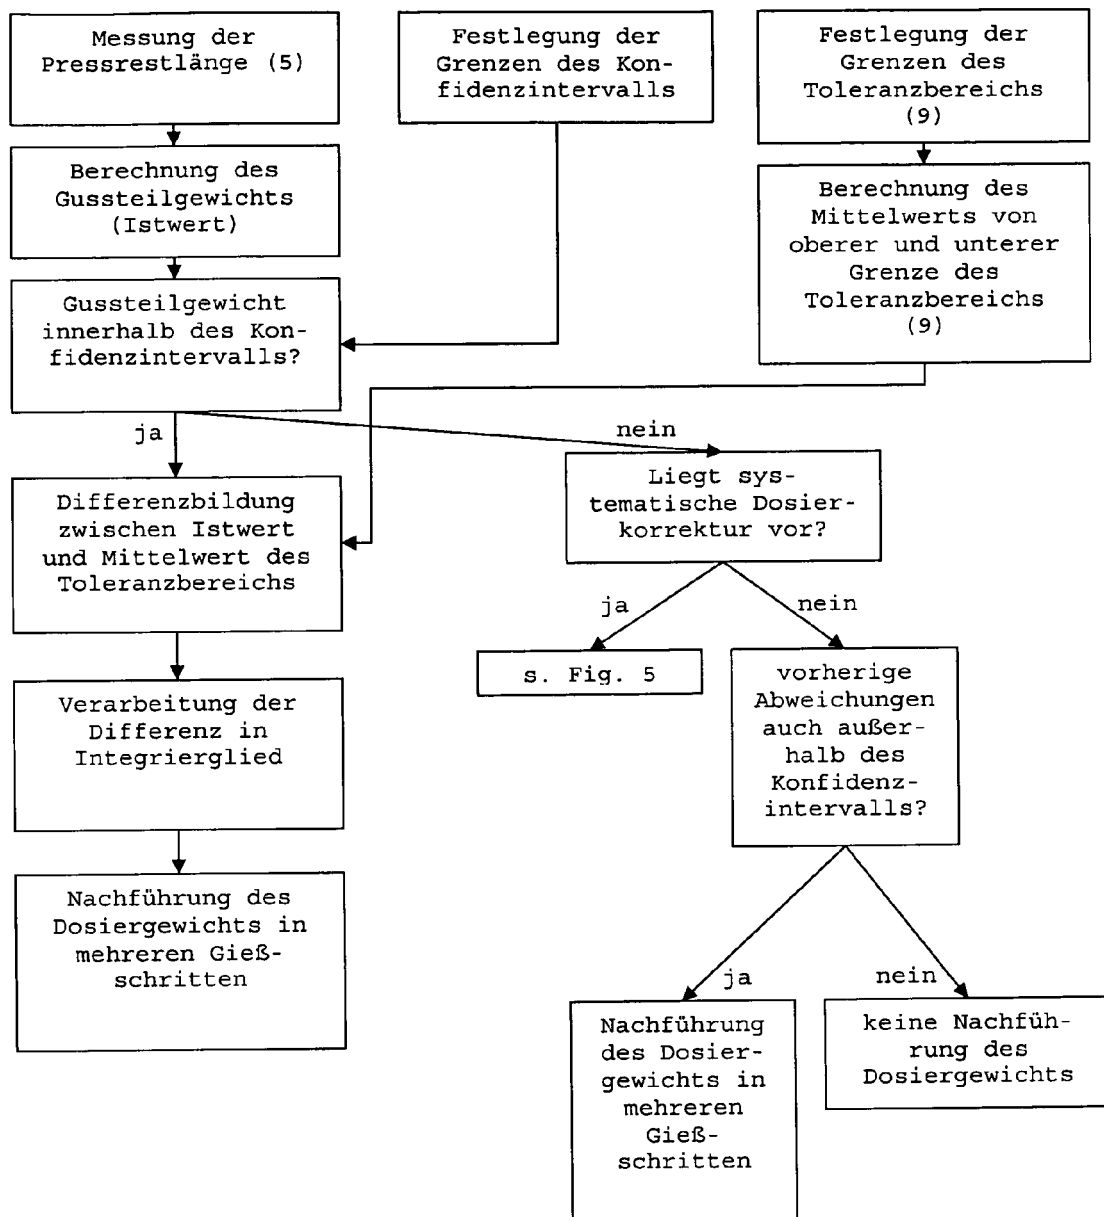 Messung der
Pressrestlänge (5)
Festlegung der
Grenzen des Kon-
fidenzintervalls
Festlegung der
Grenzen des
Toleranzbereichs
(9)
Berechnung des
Gussteilgewichts
(Istwert)
Berechnung des
Mittelwerts von
oberer und unterer
Grenze des
Toleranzbereichs
(9)
Gussteilgewicht
innerhalb des Kon-
fidenzintervalls?
ja
nein
Differenzbildung
zwischen Istwert
und Mittelwert des
Toleranzbereichs
Liegt sys-
tematische Dosier-
korrektur vor?
ja
nein
s. Fig. 5
vorherige
Abweichungen
auch außer-
halb des
Konfidenz-
intervalls?
Verarbeitung der
Differenz in
Integrierglied
Nachführung des
Dosiergewichts in
mehreren Gieß-
schritten
ja
nein
Nachführung
des Dosier-
gewichts in
mehreren
Gieß-
schritten
keine Nachfüh-
rung des
Dosiergewichts